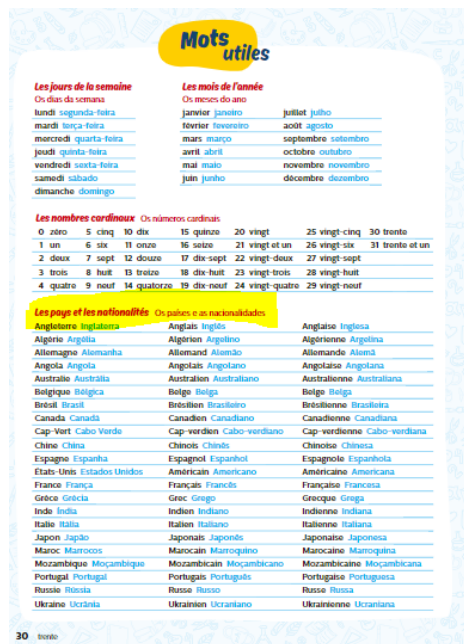 Mots
utiles
Les jours de la semaine
Os dias da semana
lundi segunda-feira
mardi terça-feira
mercredi quarta-feira
jeudi quinta-feira
vendredi sexta-feira
samedi sábado
dimanche domingo
Les mois de l'année
Os meses do ano
janvier janeiro juillet julho
février fevereiro août agosto
mars março septembre setembro
avril abril octobre outubro
mai maio novembre novembro
juin junho décembre dezembro
Les nombres cardinaux Os números cardinais
0 zéro 5 cinq 10 dix 15 quinze 20 vingt 25 vingt-cinq 30 trente
1 un 6 six 11 onze 16 seize 21 vingt et un 26 vingt-six 31 trente et un
2 deux 7 sept 12 douze 17 dix-sept 22 vingt-deux 27 vingt-sept
3 trois 8 huit 13 treize 18 dix-huit 23 vingt-trois 28 vingt-huit
4 quatre 9 neuf 14 quatorze 19 dix-neuf 24 vingt-quatre 29 vingt-neuf
Les pays et les nationalités Os países e as nacionalidades
Angleterre Inglaterra Anglais Inglês Anglaise Inglesa
Algérie Argélia Algérien Argelino Algérienne Argelina
Allemagne Alemanha Allemand Alemão Allemande Alemã
Angola Angola Angolais Angolano Angolaise Angolana
Australie Austrália Australien Australiano Australienne Australiana
Belgique Bélgica Belge Belga Belge Belga
Brésil Brasil Brésilien Brasileiro Brésilienne Brasileira
Canada Canadá Canadien Canadiano Canadienne Canadiana
Cap-Vert Cabo Verde Cap-verdien Cabo-verdiano Cap-verdienne Cabo-verdiana
Chine China Chinois Chinês Chinoise Chinesa
Espagne Espanha Espagnol Espanhol Espagnole Espanhola
États-Unis Estados Unidos Américain Americano Américaine Americana
France França Français Francês Française Francesa
Grèce Grécia Grec Grego Grecque Grega
Inde Índia Indien Indiano Indienne Indiana
Italie Itália Italien Italiano Italienne Italiana
Japon Japão Japonais Japonês Japonaise Japonesa
Maroc Marrocos Marocain Marroquino Marocaine Marroquina
Mozambique Moçambique Mozambicain Moçambicano Mozambicaine Moçambicana
Portugal Portugal Portugais Português Portugaise Portuguesa
Russie Rússia Russe Russo Russe Russa
Ukraine Ucrânia Ukrainien Ucraniano Ukrainienne Ucraniana
30 trente